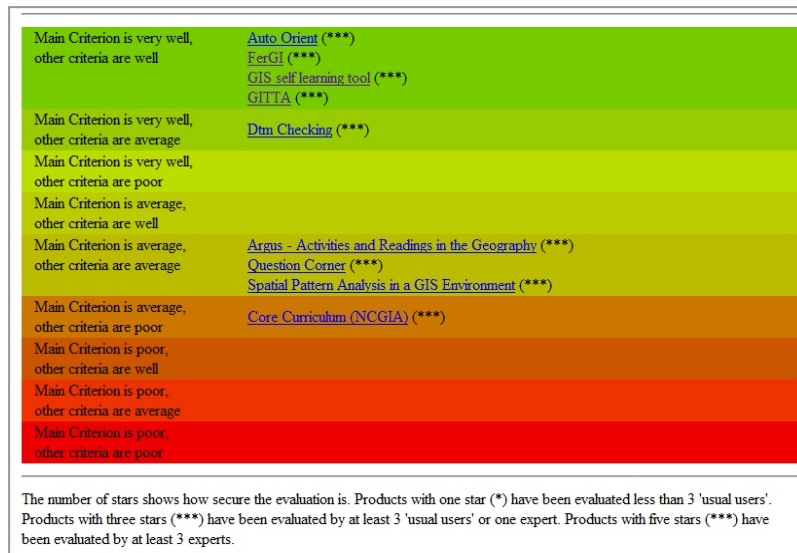 Main Criterion is very well, Auto Orient (***)
other criteria are well FerGI (***)
GIS self learning tool (***)
GITTA (***)
Main Criterion is very well,
other criteria are average Dtm Checking (***)
Main Criterion is very well,
other criteria are poor
Main Criterion is average,
other criteria are well
Main Criterion is average, Argus - Activities and Readings in the Geography (***)
other criteria are average Question Corner (***)
Spatial Pattern Analysis in a GIS Environment (***)
Main Criterion is average,
other criteria are poor Core Curriculum (NCGIA) (***)
Main Criterion is poor,
other criteria are well
Main Criterion is poor,
other criteria are average
Main Criterion is poor,
other criteria are poor
The number of stars shows how secure the evaluation is. Products with one star (*) have been evaluated less than 3 'usual users'.
Products with three stars (***) have been evaluated by at least 3 'usual users' or one expert. Products with five stars (***) have
been evaluated by at least 3 experts.